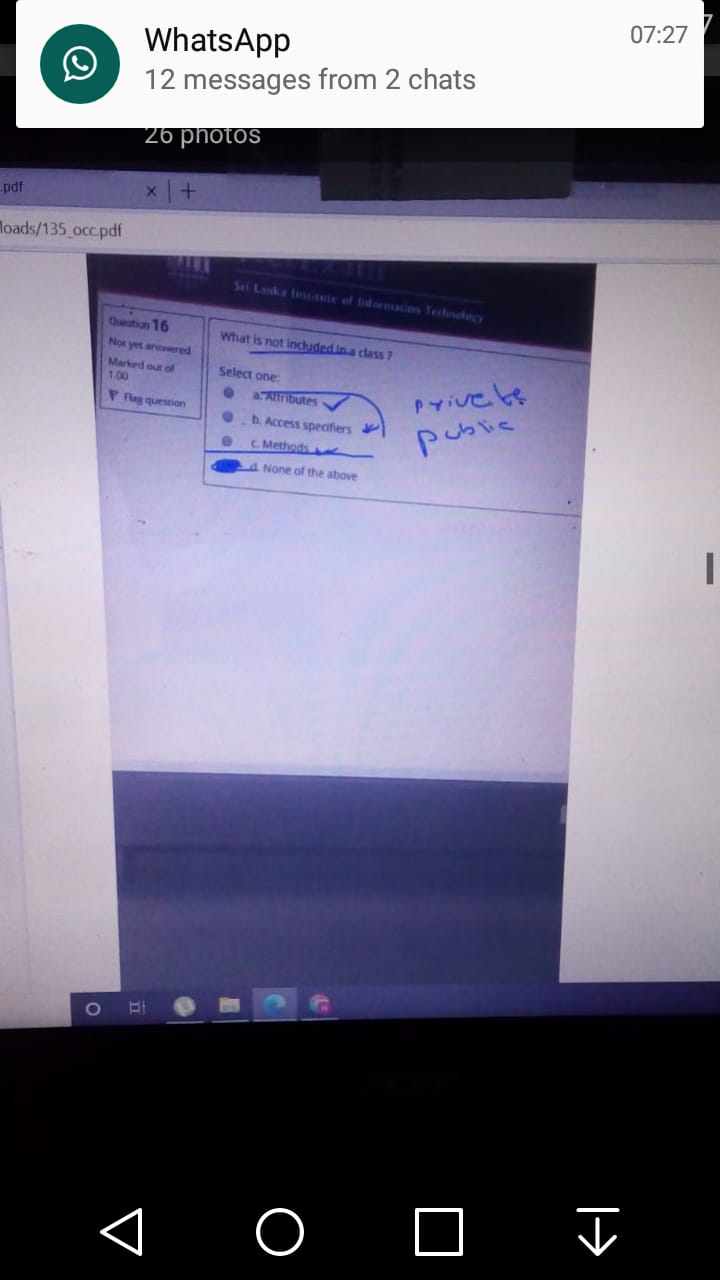 WhatsApp
07:27
12 messages from 2 chats
26 photos
.pdf
loads/135_occ.pdf
Sri Lanka Institute of Information Technology
Question 16
Not yet answered
Marked out of
1.00
Flag question
What is not included in a class ?
Select one:
a. Attributes
b. Access specifiers
c. Methods
d. None of the above
private
public